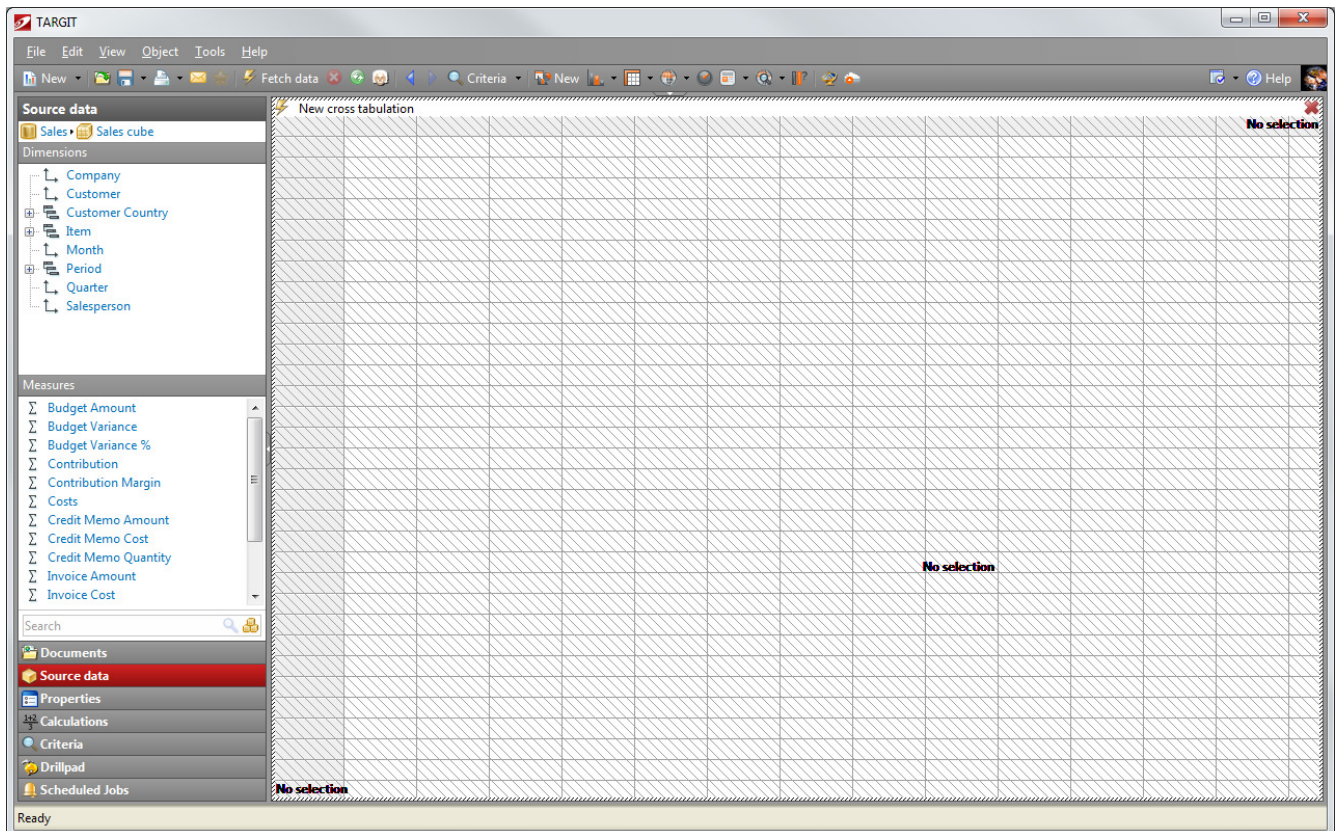 TARGIT
File Edit View Object Tools Help
New Fetch data Criteria New Help
Source data
New cross tabulation
No selection
Sales Sales cube
Dimensions
Company
Customer
Customer Country
Item
Month
Period
Quarter
Salesperson
Measures
Σ Budget Amount
Σ Budget Variance
Σ Budget Variance %
Σ Contribution
Σ Contribution Margin
Σ Costs
Σ Credit Memo Amount
Σ Credit Memo Cost
Σ Credit Memo Quantity
Σ Invoice Amount
Σ Invoice Cost
No selection
Search
Documents
Source data
Properties
1+2
3
Calculations
Criteria
Drillpad
Scheduled Jobs
No selection
Ready